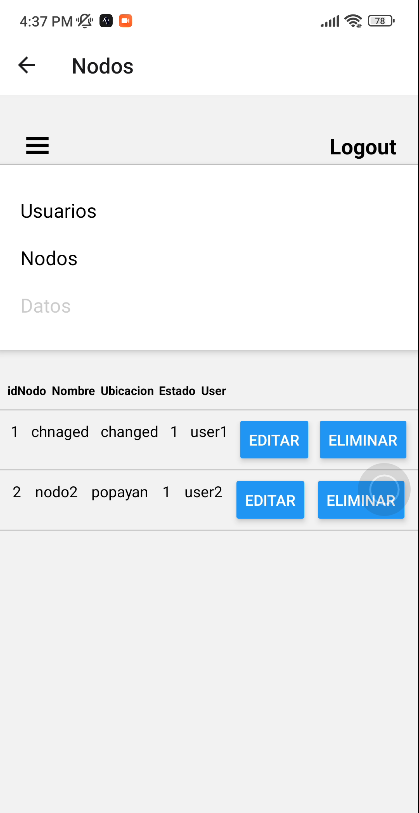 4:37 PM 78
Nodos
Logout
Usuarios
Nodos
Datos
idNodo Nombre Ubicacion Estado User
1 chnaged changed 1 user1 EDITAR ELIMINAR
2 nodo2 popayan 1 user2 EDITAR ELIMINAR